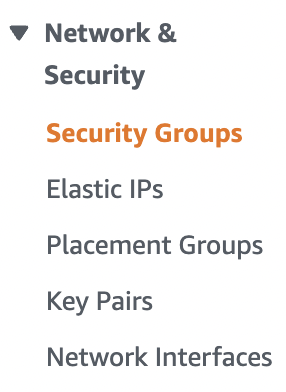 Network &
Security
Security Groups
Elastic IPs
Placement Groups
Key Pairs
Network Interfaces